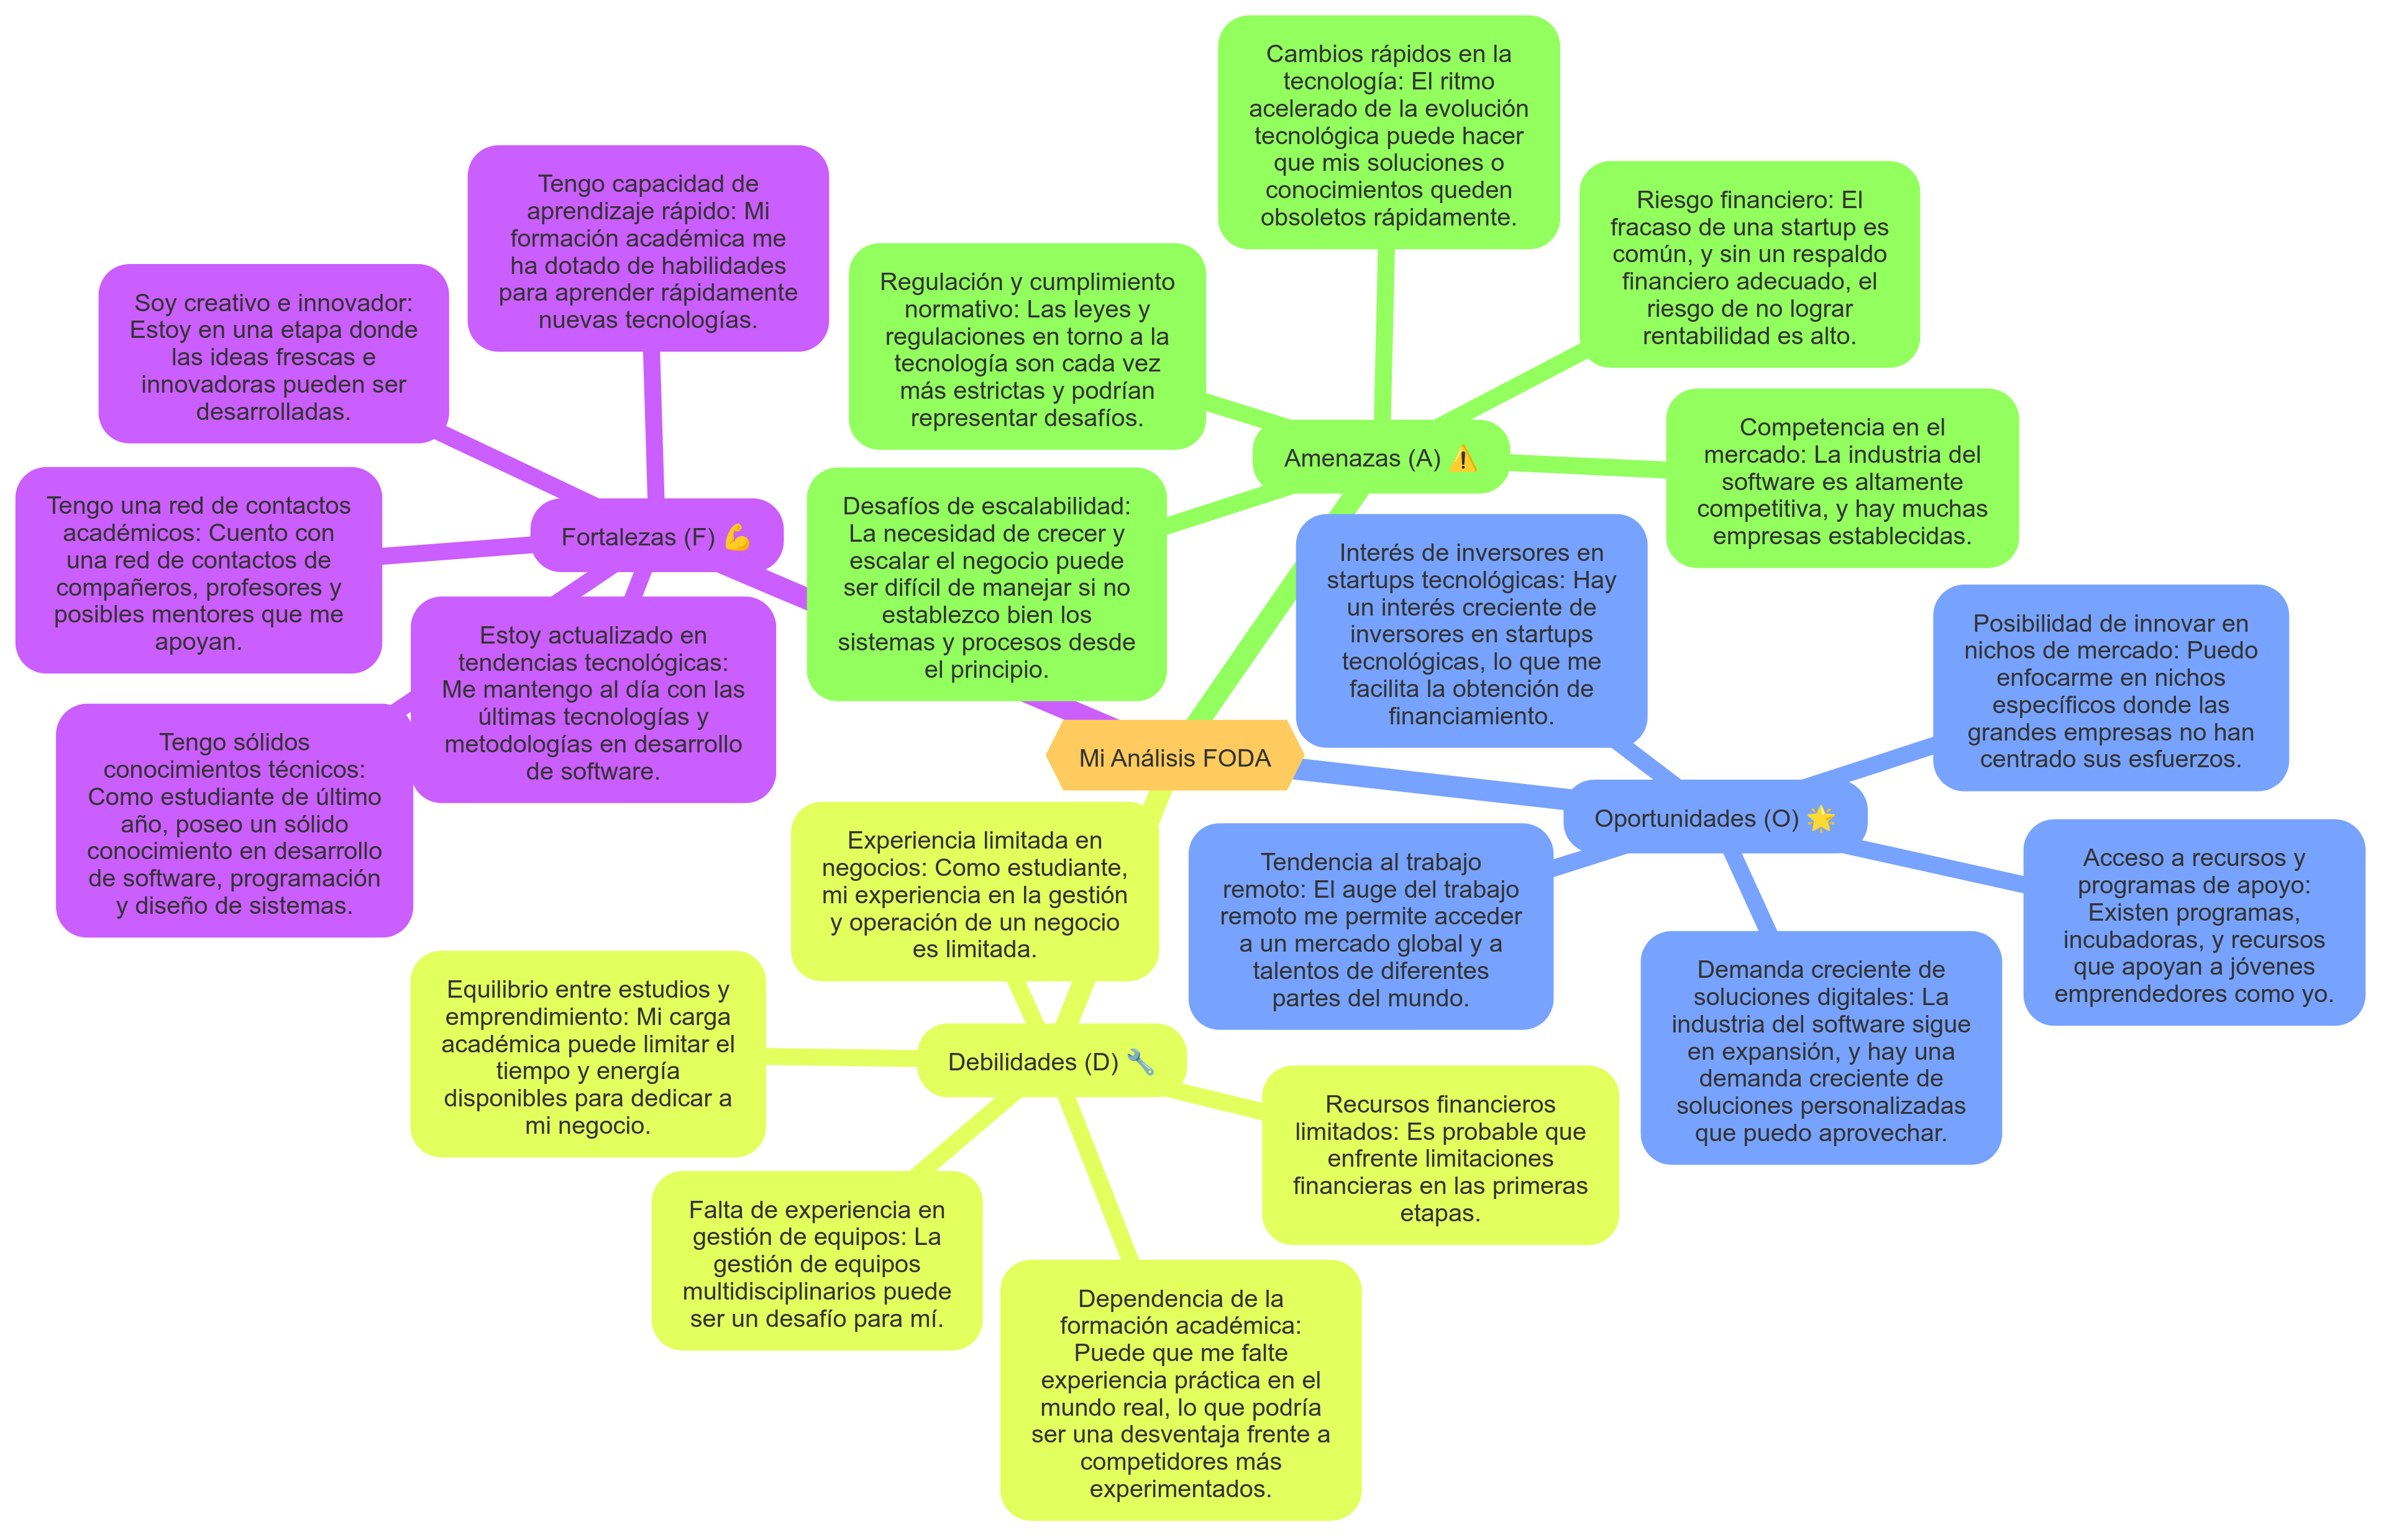 Mi Análisis FODA
Fortalezas (F) 💪
Tengo capacidad de
aprendizaje rápido: Mi
formación académica me
ha dotado de habilidades
para aprender rápidamente
nuevas tecnologías.
Soy creativo e innovador:
Estoy en una etapa donde
las ideas frescas e
innovadoras pueden ser
desarrolladas.
Tengo una red de contactos
académicos: Cuento con
una red de contactos de
compañeros, profesores y
posibles mentores que me
apoyan.
Estoy actualizado en
tendencias tecnológicas:
Me mantengo al día con las
últimas tecnologías y
metodologías en desarrollo
de software.
Tengo sólidos
conocimientos técnicos:
Como estudiante de último
año, poseo un sólido
conocimiento en desarrollo
de software, programación
y diseño de sistemas.
Amenazas (A) ⚠️
Cambios rápidos en la
tecnología: El ritmo
acelerado de la evolución
tecnológica puede hacer
que mis soluciones o
conocimientos queden
obsoletos rápidamente.
Riesgo financiero: El
fracaso de una startup es
común, y sin un respaldo
financiero adecuado, el
riesgo de no lograr
rentabilidad es alto.
Regulación y cumplimiento
normativo: Las leyes y
regulaciones en torno a la
tecnología son cada vez
más estrictas y podrían
representar desafíos.
Competencia en el
mercado: La industria del
software es altamente
competitiva, y hay muchas
empresas establecidas.
Desafíos de escalabilidad:
La necesidad de crecer y
escalar el negocio puede
ser difícil de manejar si no
establezco bien los
sistemas y procesos desde
el principio.
Oportunidades (O) 🌟
Interés de inversores en
startups tecnológicas: Hay
un interés creciente de
inversores en startups
tecnológicas, lo que me
facilita la obtención de
financiamiento.
Posibilidad de innovar en
nichos de mercado: Puedo
enfocarme en nichos
específicos donde las
grandes empresas no han
centrado sus esfuerzos.
Tendencia al trabajo
remoto: El auge del trabajo
remoto me permite acceder
a un mercado global y a
talentos de diferentes
partes del mundo.
Acceso a recursos y
programas de apoyo:
Existen programas,
incubadoras, y recursos
que apoyan a jóvenes
emprendedores como yo.
Demanda creciente de
soluciones digitales: La
industria del software sigue
en expansión, y hay una
demanda creciente de
soluciones personalizadas
que puedo aprovechar.
Debilidades (D) 🔧
Experiencia limitada en
negocios: Como estudiante,
mi experiencia en la gestión
y operación de un negocio
es limitada.
Equilibrio entre estudios y
emprendimiento: Mi carga
académica puede limitar el
tiempo y energía
disponibles para dedicar a
mi negocio.
Recursos financieros
limitados: Es probable que
enfrente limitaciones
financieras en las primeras
etapas.
Falta de experiencia en
gestión de equipos: La
gestión de equipos
multidisciplinarios puede
ser un desafío para mí.
Dependencia de la
formación académica:
Puede que me falte
experiencia práctica en el
mundo real, lo que podría
ser una desventaja frente a
competidores más
experimentados.